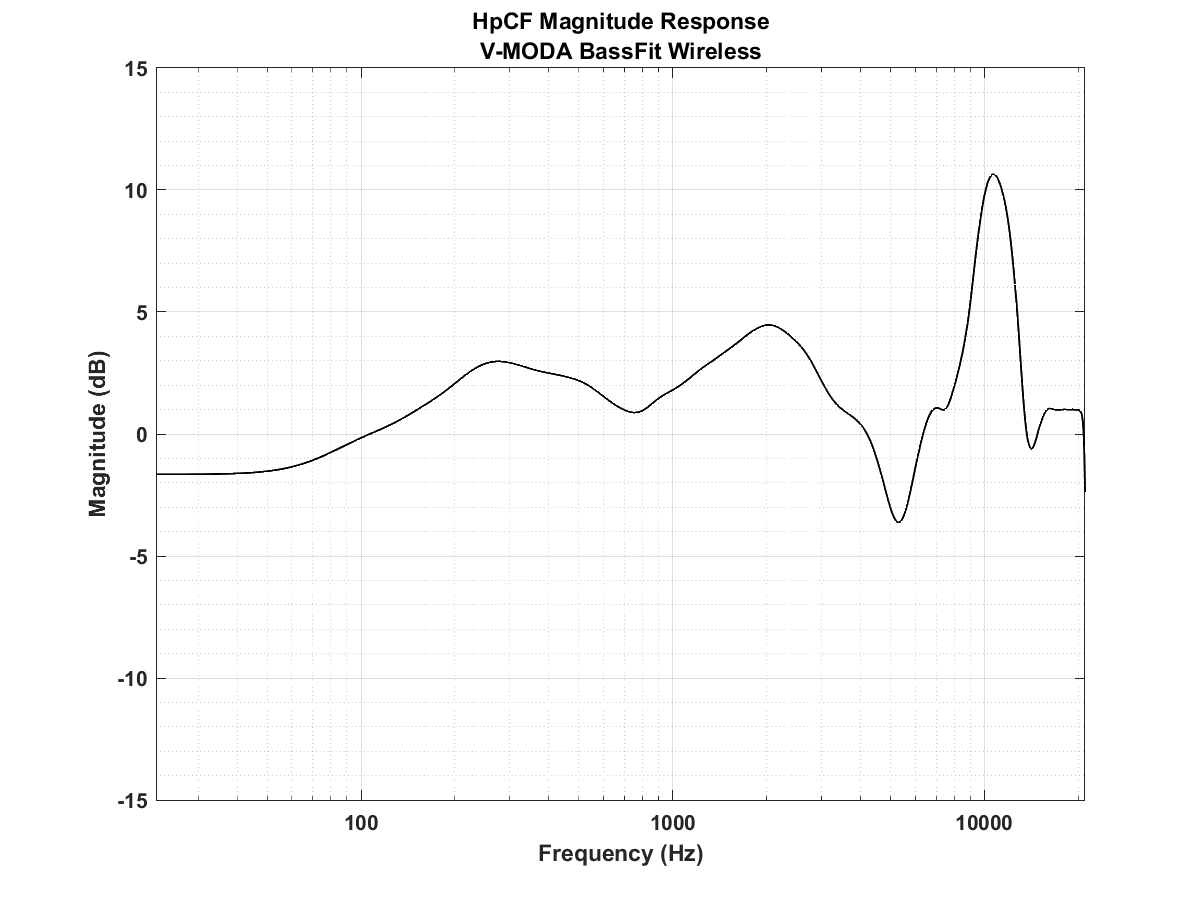 HpCF Magnitude Response
V-MODA BassFit Wireless
15
10
5
0
-5
-10
-15
Magnitude (dB)
100
1000
10000
Frequency (Hz)